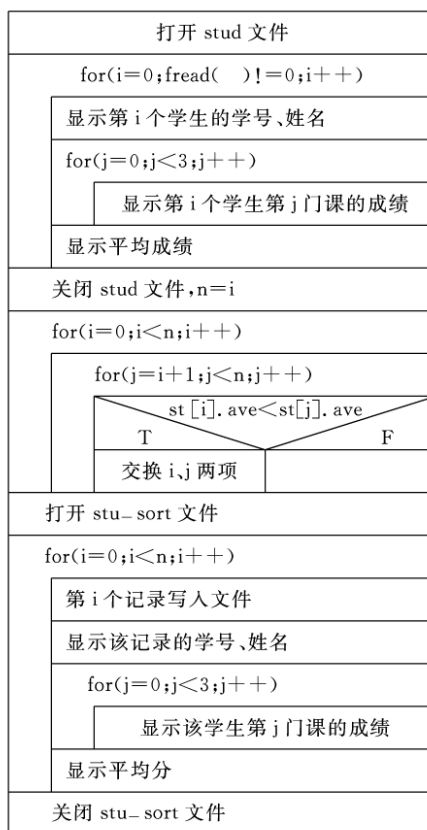 打开 stud 文件
for(i=0;fread( )!=0;i++)
显示第 i 个学生的学号、姓名
for(j=0;j<3;j++)
显示第 i 个学生第 j 门课的成绩
显示平均成绩
关闭 stud 文件,n=i
for(i=0;i<n;i++)
for(j=i+1;j<n;j++)
st[i].ave<st[j].ave
T F
交换 i、j 两项
打开 stu_sort 文件
for(i=0;i<n;i++)
第 i 个记录写入文件
显示该记录的学号、姓名
for(j=0;j<3;j++)
显示该学生第 j 门课的成绩
显示平均分
关闭 stu_sort 文件